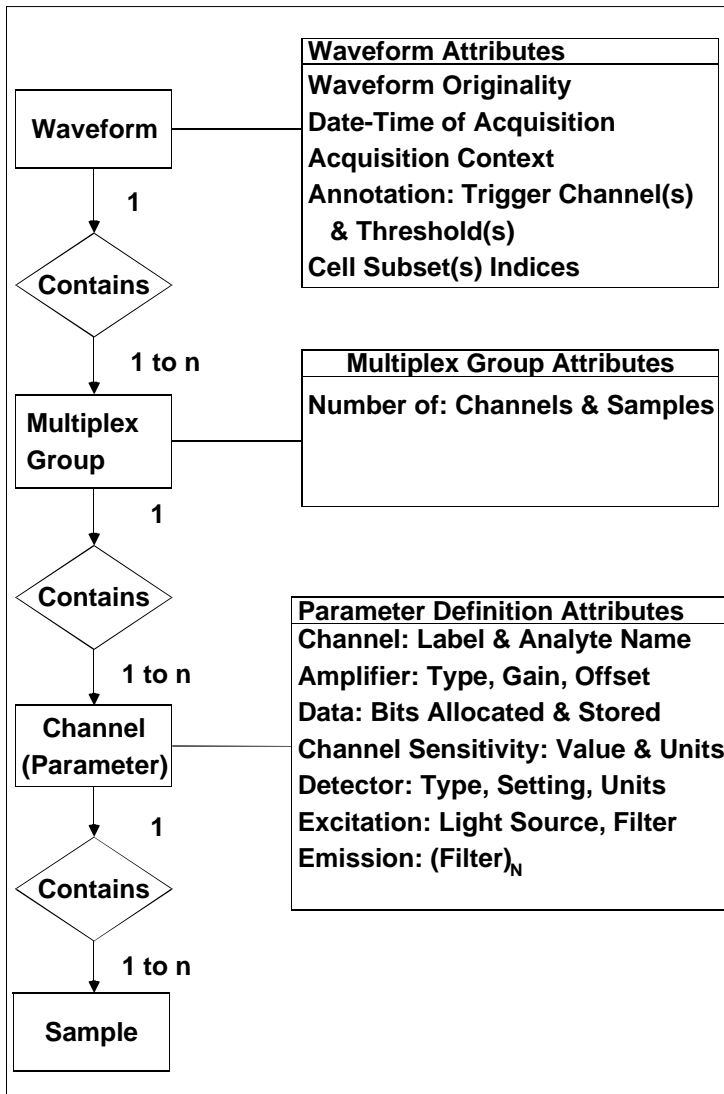 Waveform Attributes
Waveform
Waveform Originality
Date-Time of Acquisition
Acquisition Context
Annotation: Trigger Channel(s)
& Threshold(s)
Cell Subset(s) Indices
1
Contains
1 to n
Multiplex Group Attributes
Multiplex
Group
Number of: Channels & Samples
1
Contains
1 to n
Parameter Definition Attributes
Channel: Label & Analyte Name
Amplifier: Type, Gain, Offset
Data: Bits Allocated & Stored
Channel Sensitivity: Value & Units
Detector: Type, Setting, Units
Excitation: Light Source, Filter
Emission: (Filter)N
Channel
(Parameter)
1
Contains
1 to n
Sample